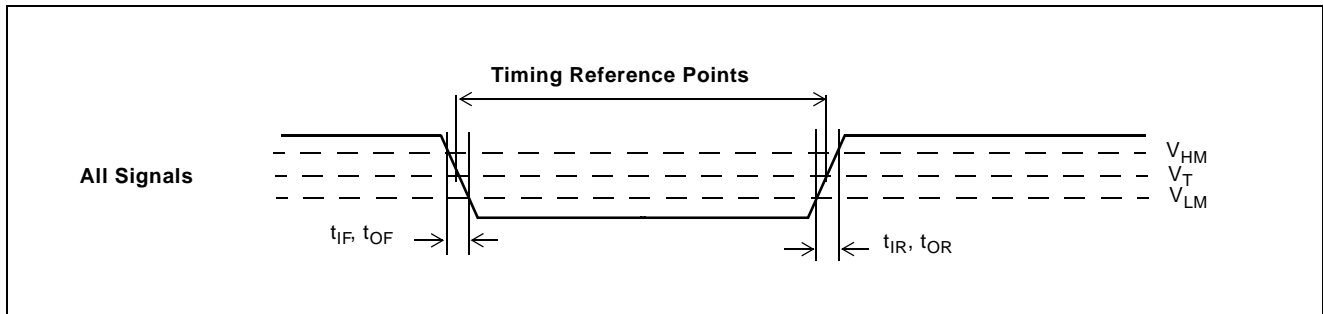 Timing Reference Points
All Signals
V_HM
V_T
V_LM
t_IF, t_OF
t_IR, t_OR